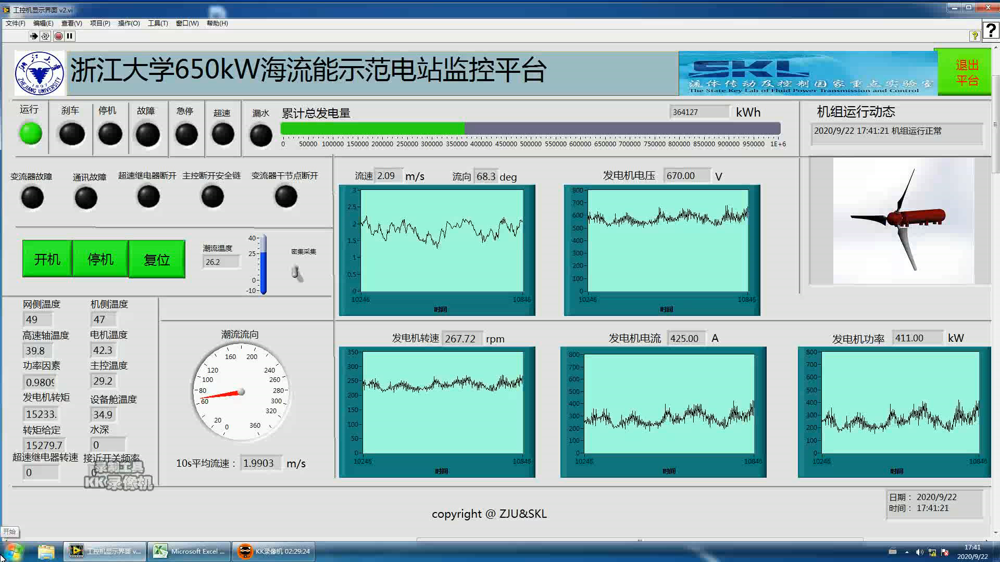 工控机显示界面 v2.vi
文件(F) 编辑(E) 查看(V) 项目(P) 操作(O) 工具(T) 窗口(W) 帮助(H)
浙江大学650kW海流能示范电站监控平台
浙江大学
1897
ZHEJIANG UNIVERSITY
SKL
流体传动及控制国家重点实验室
The State Key Lab of Fluid Power Transmission and Control
退出
平台
运行 刹车 停机 故障 急停 超速 漏水
累计总发电量 364127 kWh
0 50000 100000 150000 200000 250000 300000 350000 400000 450000 500000 550000 600000 650000 700000 750000 800000 850000 900000 950000 1E+6
机组运行动态
2020/9/22 17:41:21 机组运行正常
变流器故障 通讯故障 超速继电器断开 主控断开安全链 变流器干节点断开
开机 停机 复位
潮流温度
26.2
40
25
0
-10
密集采集
流速 2.09 m/s 流向 68.3 deg
3
2.5
2
1.5
1
0.5
0
10246 10846
时间
发电机电压 670.00 V
800
700
600
500
400
300
200
100
0
10246 10846
时间
网侧温度 机侧温度
49 47
高速轴温度 电机温度
39.8 42.3
功率因素 主控温度
0.9809 29.2
发电机转矩 设备舱温度
15233. 34.9
转矩给定 水深
15279.7 0
超速继电器转速 接近开关频率
0 0
录制工具
KK录像机
潮流流向
0 20 60 80 100 120 160 200 240 260 280 300 320 360
10s平均流速： 1.9903 m/s
发电机转速 267.72 rpm
350
300
250
200
150
100
50
0
10246 10846
时间
发电机电流 425.00 A
800
700
600
500
400
300
200
100
0
10246 10846
时间
发电机功率 411.00 kW
800
700
600
500
400
300
200
100
0
10246 10846
时间
日期： 2020/9/22
时间： 17:41:21
copyright @ ZJU&SKL
开始
工控机显示界面 v...
Microsoft Excel ...
KK录像机 02:29:24
17:41
2020/9/22